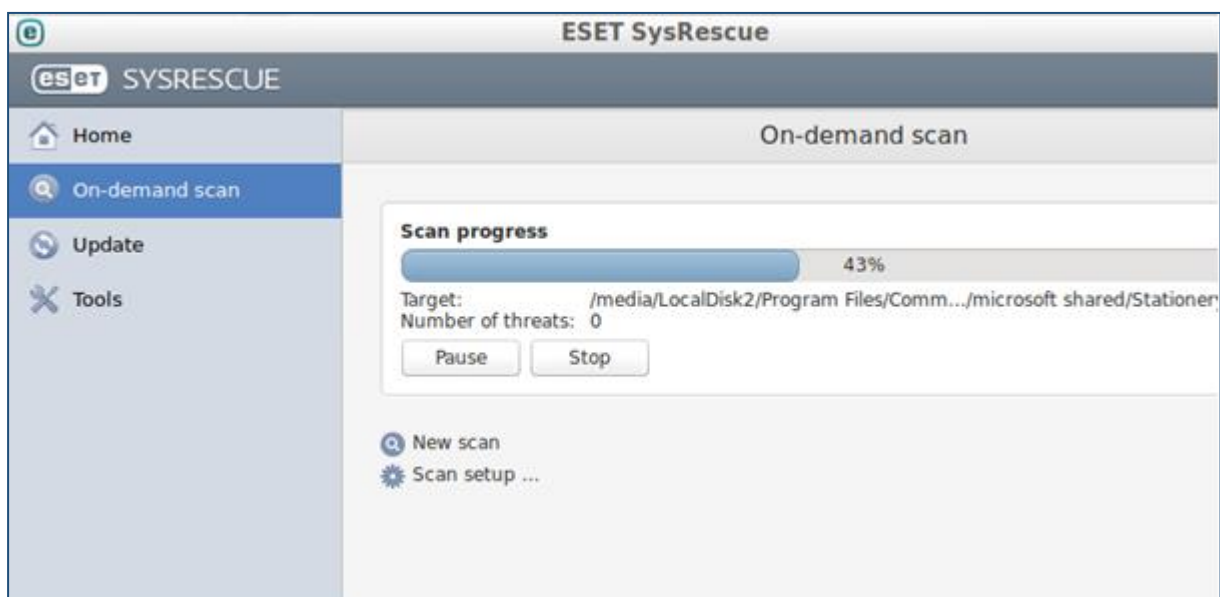 ESET SysRescue
eseT SYSRESCUE
Home
On-demand scan
On-demand scan
Update
Tools
Scan progress
43%
Target: /media/LocalDisk2/Program Files/Comm.../microsoft shared/Stationer
Number of threats: 0
Pause Stop
New scan
Scan setup ...